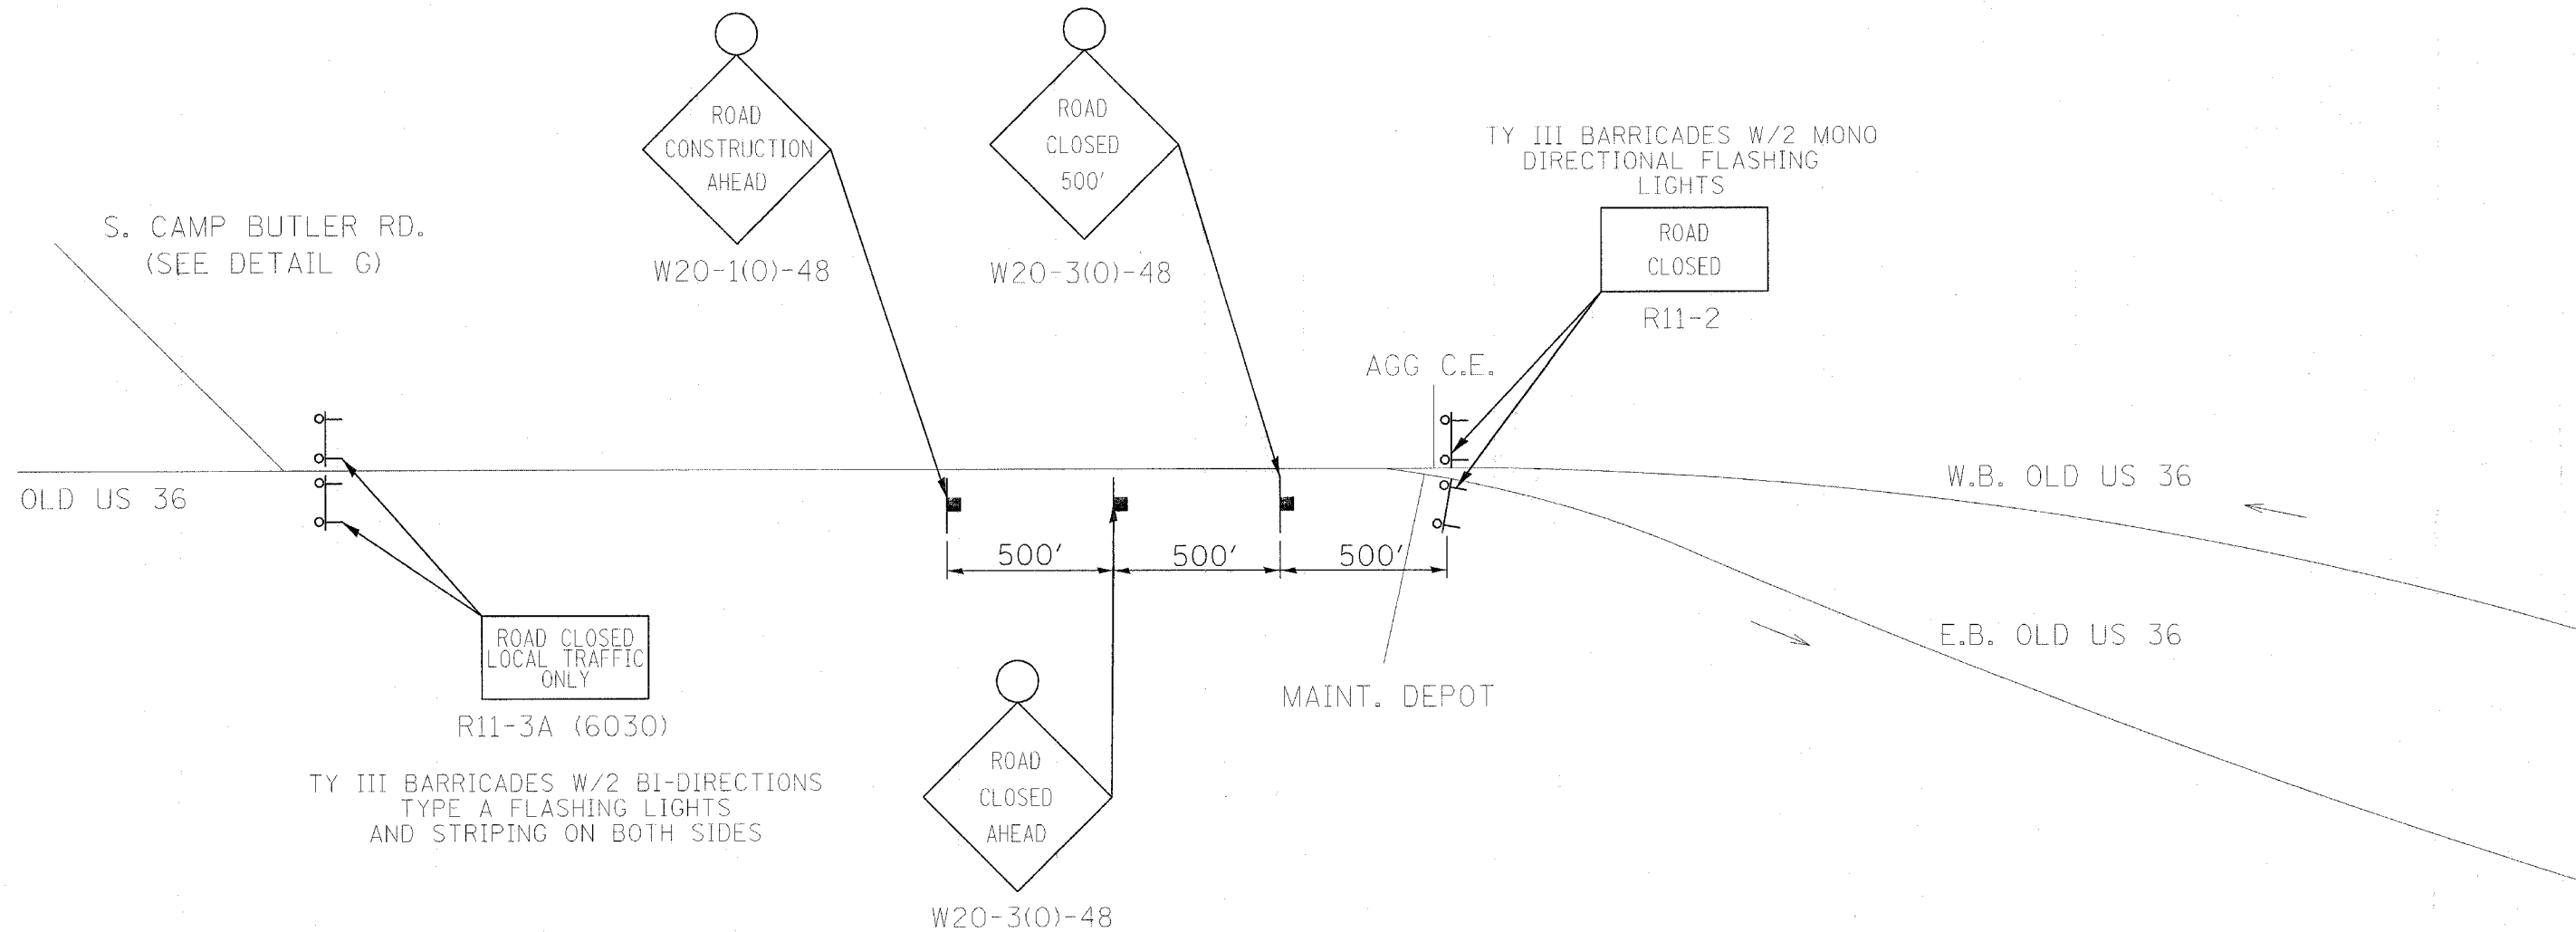 ROAD
CONSTRUCTION
AHEAD
W20-1(O)-48
ROAD
CLOSED
500'
W20-3(O)-48
TY III BARRICADES W/2 MONO
DIRECTIONAL FLASHING
LIGHTS
ROAD
CLOSED
R11-2
S. CAMP BUTLER RD.
(SEE DETAIL G)
AGG C.E.
OLD US 36
W.B. OLD US 36
500'
500'
500'
E.B. OLD US 36
ROAD CLOSED
LOCAL TRAFFIC
ONLY
R11-3A (6030)
MAINT. DEPOT
TY III BARRICADES W/2 BI-DIRECTIONS
TYPE A FLASHING LIGHTS
AND STRIPING ON BOTH SIDES
ROAD
CLOSED
AHEAD
W20-3(O)-48